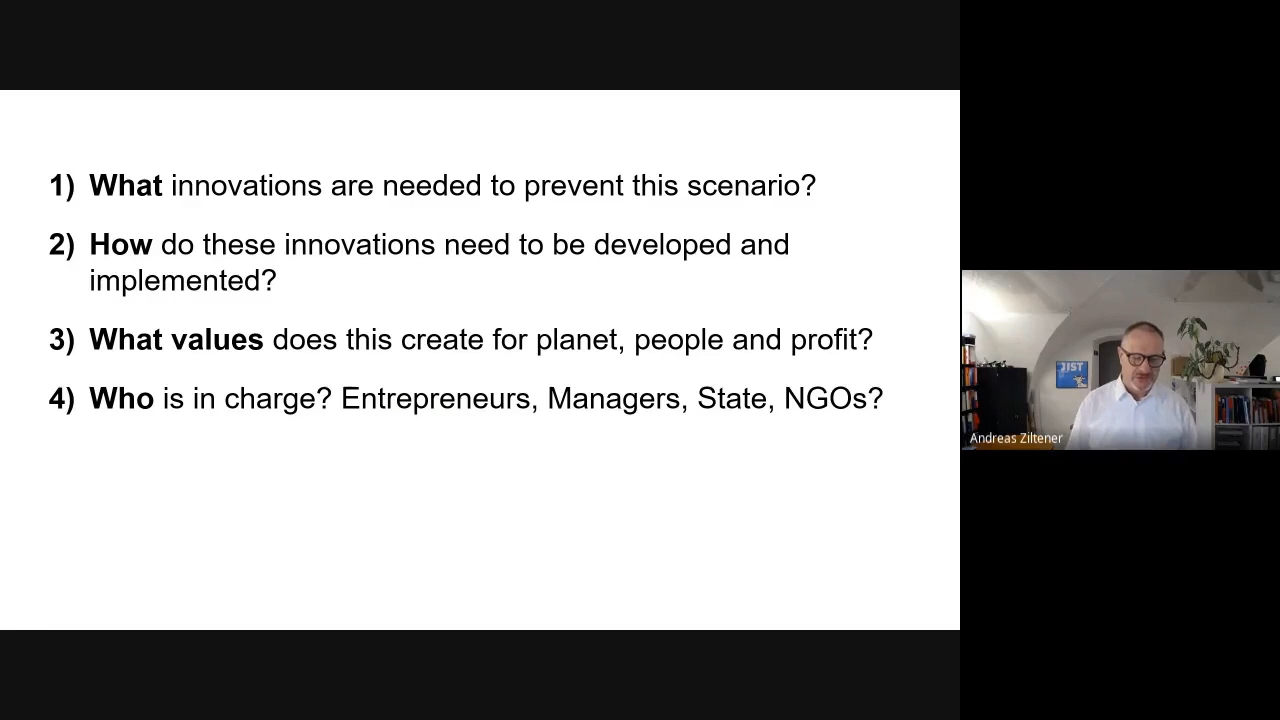 1) What innovations are needed to prevent this scenario?
2) How do these innovations need to be developed and
implemented?
3) What values does this create for planet, people and profit?
4) Who is in charge? Entrepreneurs, Managers, State, NGOs?
JIST
Andreas Ziltener